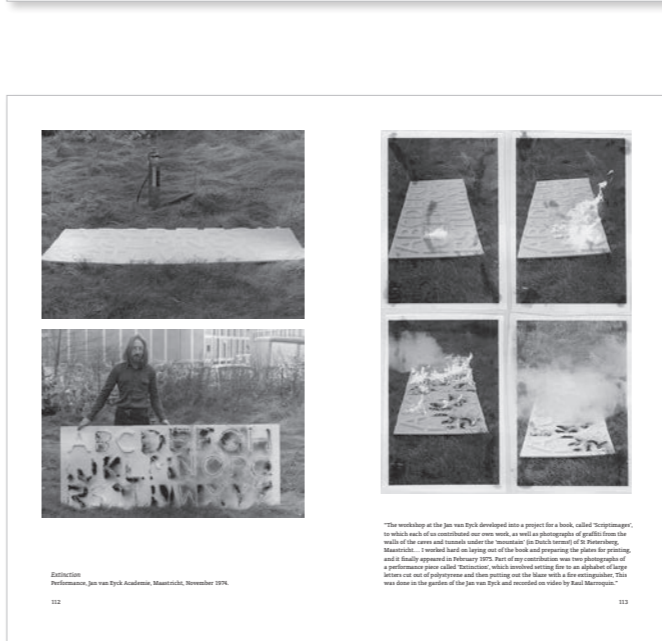 Extinction
Performance, Jan van Eyck Academie, Maastricht, November 1974.
112
"The workshop at the Jan van Eyck developed into a project for a book, called 'Scriptimages',
to which each of us contributed our own work, as well as photographs of graffiti from the
walls of the caves and tunnels under the 'mountain' (in Dutch terms!) of St Pietersberg,
Maastricht… I worked hard on laying out of the book and preparing the plates for printing,
and it finally appeared in February 1975. Part of my contribution was two photographs of
a performance piece called 'Extinction', which involved setting fire to an alphabet of large
letters cut out of polystyrene and then putting out the blaze with a fire extinguisher. This
was done in the garden of the Jan van Eyck and recorded on video by Raul Marroquin."
113